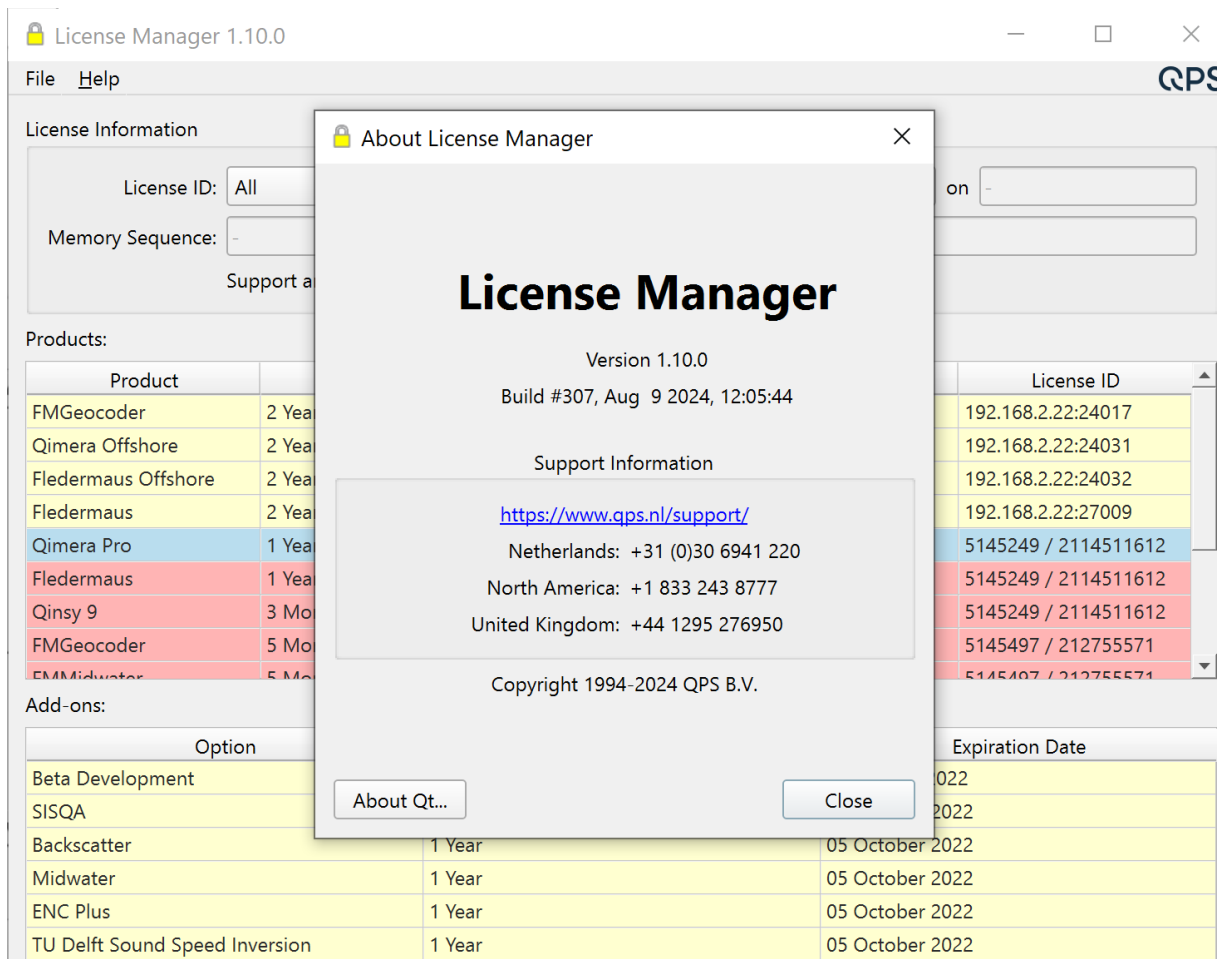 License Manager 1.10.0
File Help
QPS
License Information
License ID: All
on -
Memory Sequence: -
Support
Products:
Product
License ID
FMGeocoder 2 192.168.2.22:24017
Qimera Offshore 2 192.168.2.22:24031
Fledermaus Offshore 2 192.168.2.22:24032
Fledermaus 2 192.168.2.22:27009
Qimera Pro 1 5145249 / 2114511612
Fledermaus 1 5145249 / 2114511612
Qinsy 9 3 5145249 / 2114511612
FMGeocoder 5 5145497 / 212755571
FMMidwater 5 5145497 / 212755571
Add-ons:
Option
Expiration Date
Beta Development 2022
SISQA 2022
Backscatter 1 Year 05 October 2022
Midwater 1 Year 05 October 2022
ENC Plus 1 Year 05 October 2022
TU Delft Sound Speed Inversion 1 Year 05 October 2022
About License Manager
License Manager
Version 1.10.0
Build #307, Aug 9 2024, 12:05:44
Support Information
https://www.qps.nl/support/
Netherlands: +31 (0)30 6941 220
North America: +1 833 243 8777
United Kingdom: +44 1295 276950
Copyright 1994-2024 QPS B.V.
About Qt...
Close